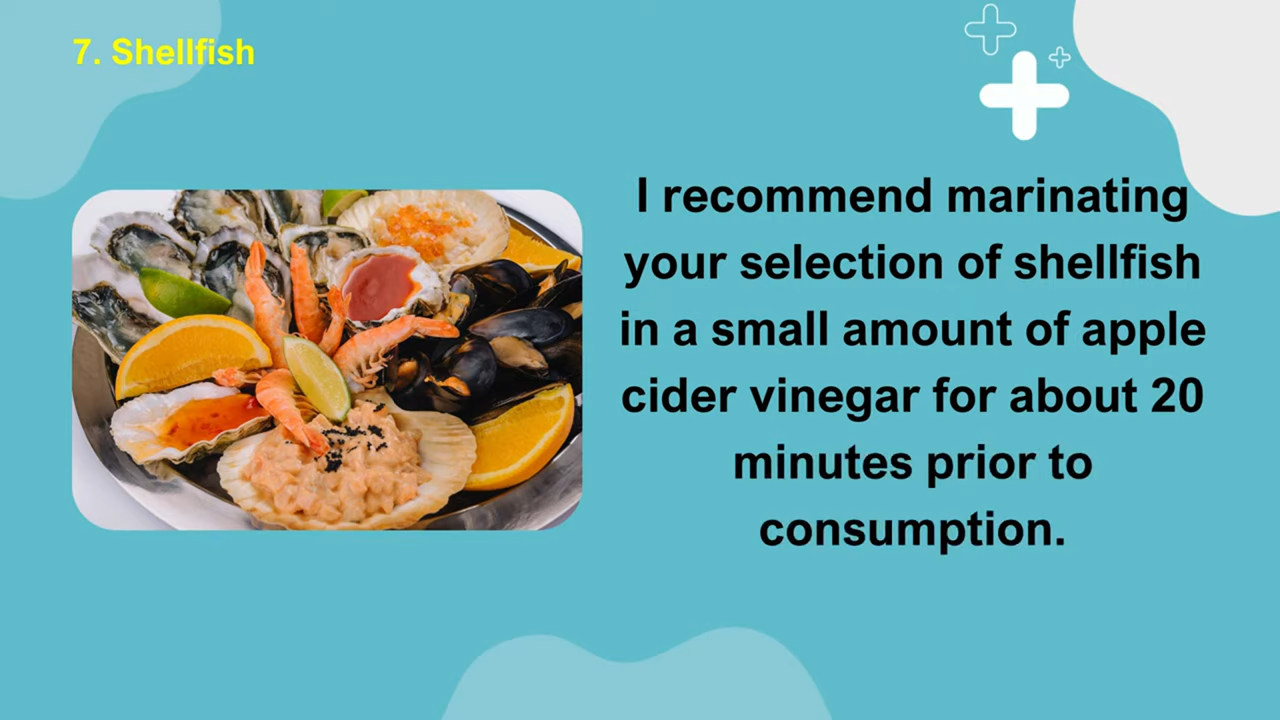 7. Shellfish
I recommend marinating
your selection of shellfish
in a small amount of apple
cider vinegar for about 20
minutes prior to
consumption.